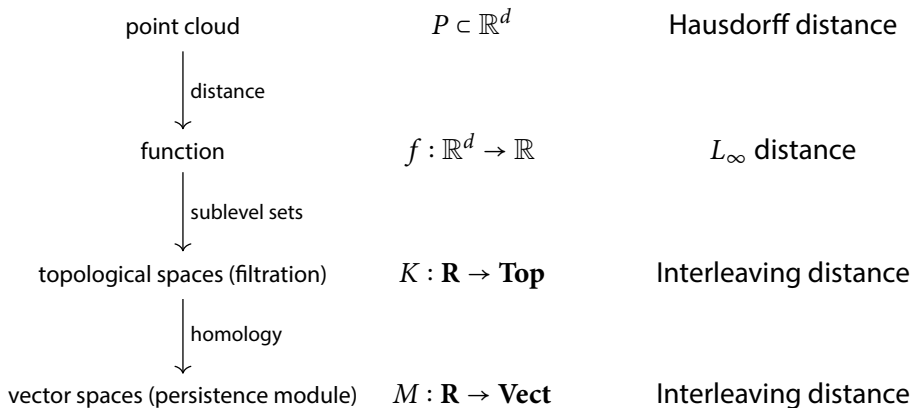 point cloud P ⊂ ℝ^d Hausdorff distance
distance
function f : ℝ^d → ℝ L_∞ distance
sublevel sets
topological spaces (filtration) K : R → Top Interleaving distance
homology
vector spaces (persistence module) M : R → Vect Interleaving distance